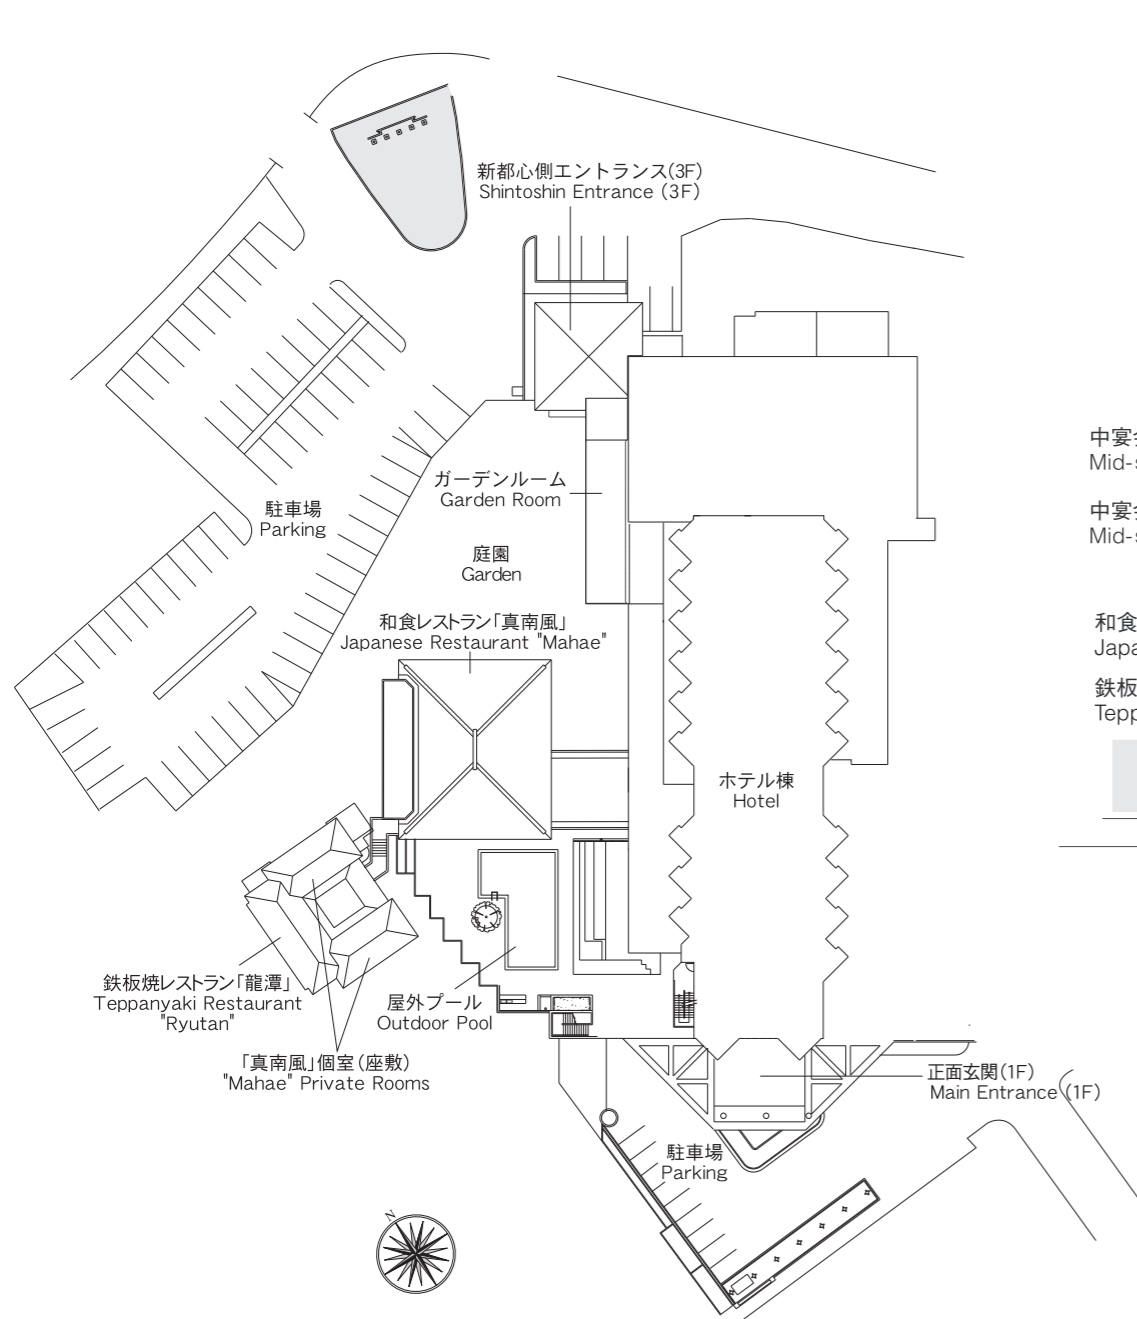 新都心側エントランス(3F)
Shintoshin Entrance (3F)
ガーデンルーム
Garden Room
駐車場
Parking
庭園
Garden
和食レストラン「真南風」
Japanese Restaurant "Mahae"
ホテル棟
Hotel
鉄板焼レストラン「龍潭」
Teppanyaki Restaurant
"Ryutan"
屋外プール
Outdoor Pool
「真南風」個室(座敷)
"Mahae" Private Rooms
正面玄関(1F)
Main Entrance (1F)
駐車場
Parking
N
中宴
Mid-
中宴
Mid-
和食
Japa
鉄板
Tepp